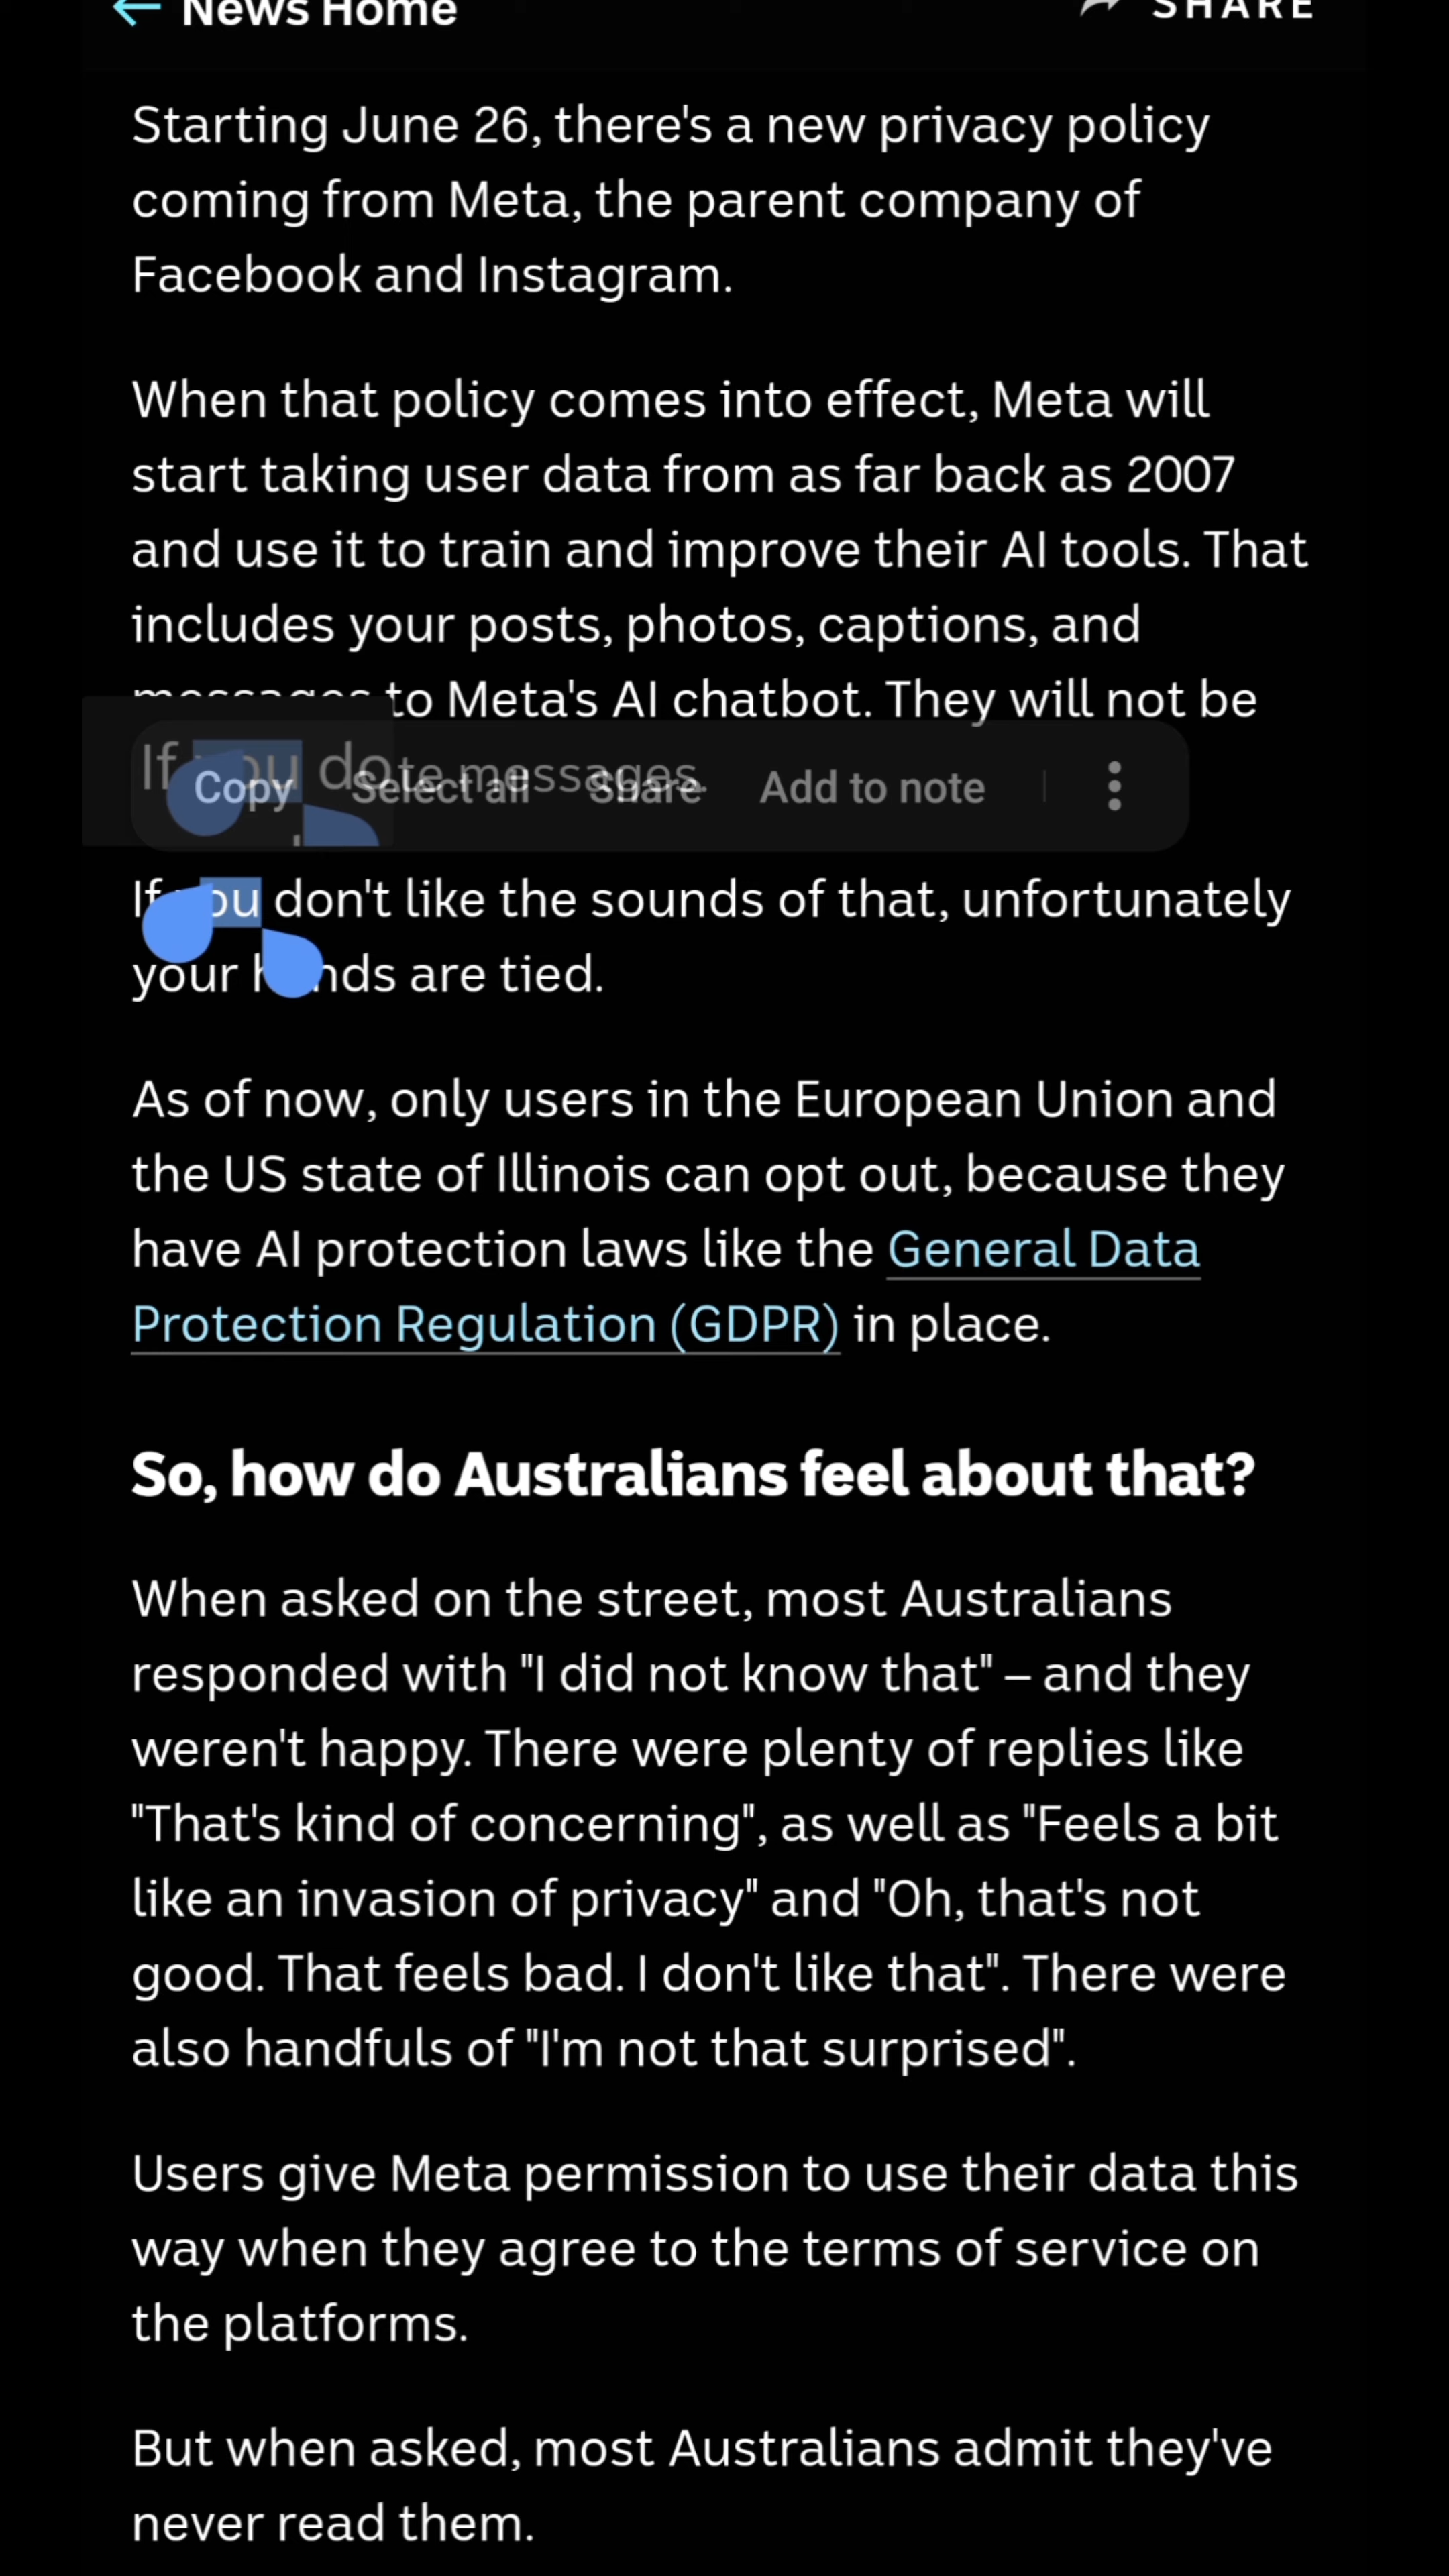 News Home
SHARE
Starting June 26, there's a new privacy policy
coming from Meta, the parent company of
Facebook and Instagram.
When that policy comes into effect, Meta will
start taking user data from as far back as 2007
and use it to train and improve their AI tools. That
includes your posts, photos, captions, and
messages to Meta's AI chatbot. They will not be
If you do te messages.
Copy Select all Share Add to note
If you don't like the sounds of that, unfortunately
your hands are tied.
As of now, only users in the European Union and
the US state of Illinois can opt out, because they
have AI protection laws like the General Data
Protection Regulation (GDPR) in place.
So, how do Australians feel about that?
When asked on the street, most Australians
responded with "I did not know that" – and they
weren't happy. There were plenty of replies like
"That's kind of concerning", as well as "Feels a bit
like an invasion of privacy" and "Oh, that's not
good. That feels bad. I don't like that". There were
also handfuls of "I'm not that surprised".
Users give Meta permission to use their data this
way when they agree to the terms of service on
the platforms.
But when asked, most Australians admit they've
never read them.